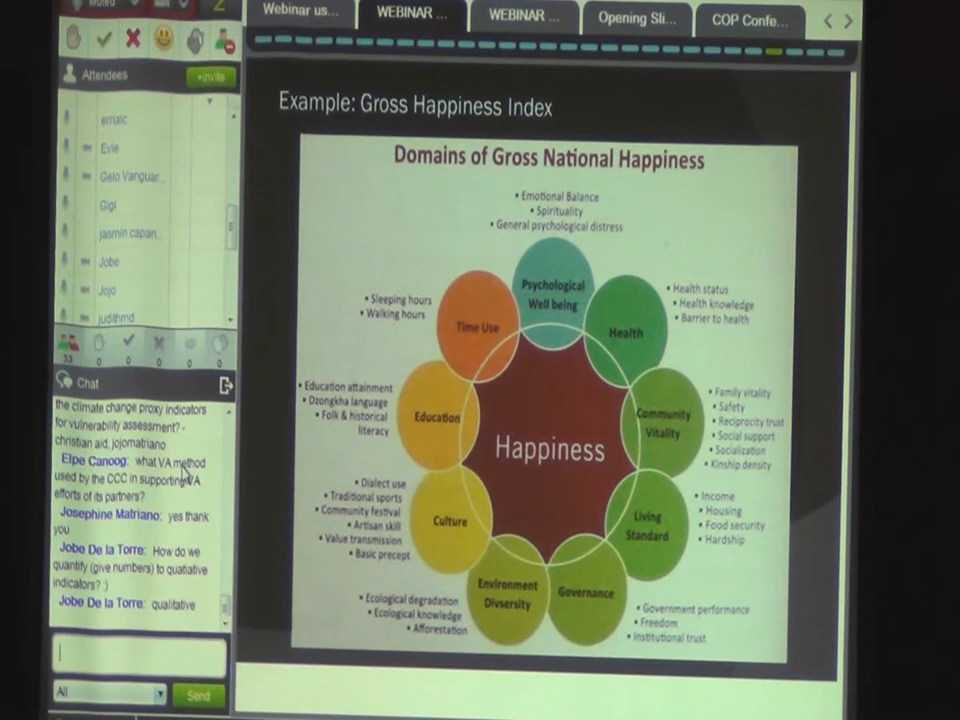 Muted
Webinar us...
WEBINAR ...
WEBINAR ...
Opening Sli...
COP Confe...
Attendees
+Invite
Evie
Gelo Vanguar...
Gigi
jasmin capan...
Jobe
Jojo
judithmd
33 0 0 0 0 0
Chat
the climate change proxy indicators
for vulnerability assessment? -
christian aid, jojomatriano
Elpe Canoog: what VA method
used by the CCC in supporting VA
efforts of its partners?
Josephine Matriano: yes thank
you
Jobe De la Torre: How do we
quantify (give numbers) to quatiative
indicators? :)
Jobe De la Torre: qualitative
All
Send
Example: Gross Happiness Index
Domains of Gross National Happiness
• Emotional Balance
• Spirituality
• General psychological distress
Psychological
Well being
• Health status
• Health knowledge
• Barrier to health
Health
• Sleeping hours
• Walking hours
Time Use
• Education attainment
• Dzongkha language
• Folk & historical
literacy
Education
• Family vitality
• Safety
• Reciprocity trust
• Social support
• Socialization
• Kinship density
Community
Vitality
Happiness
• Dialect use
• Traditional sports
• Community festival
• Artisan skill
• Value transmission
• Basic precept
Culture
• Income
• Housing
• Food security
• Hardship
Living
Standard
Environment
Divsersity
Governance
• Ecological degradation
• Ecological knowledge
• Afforestation
• Government performance
• Freedom
• Institutional trust